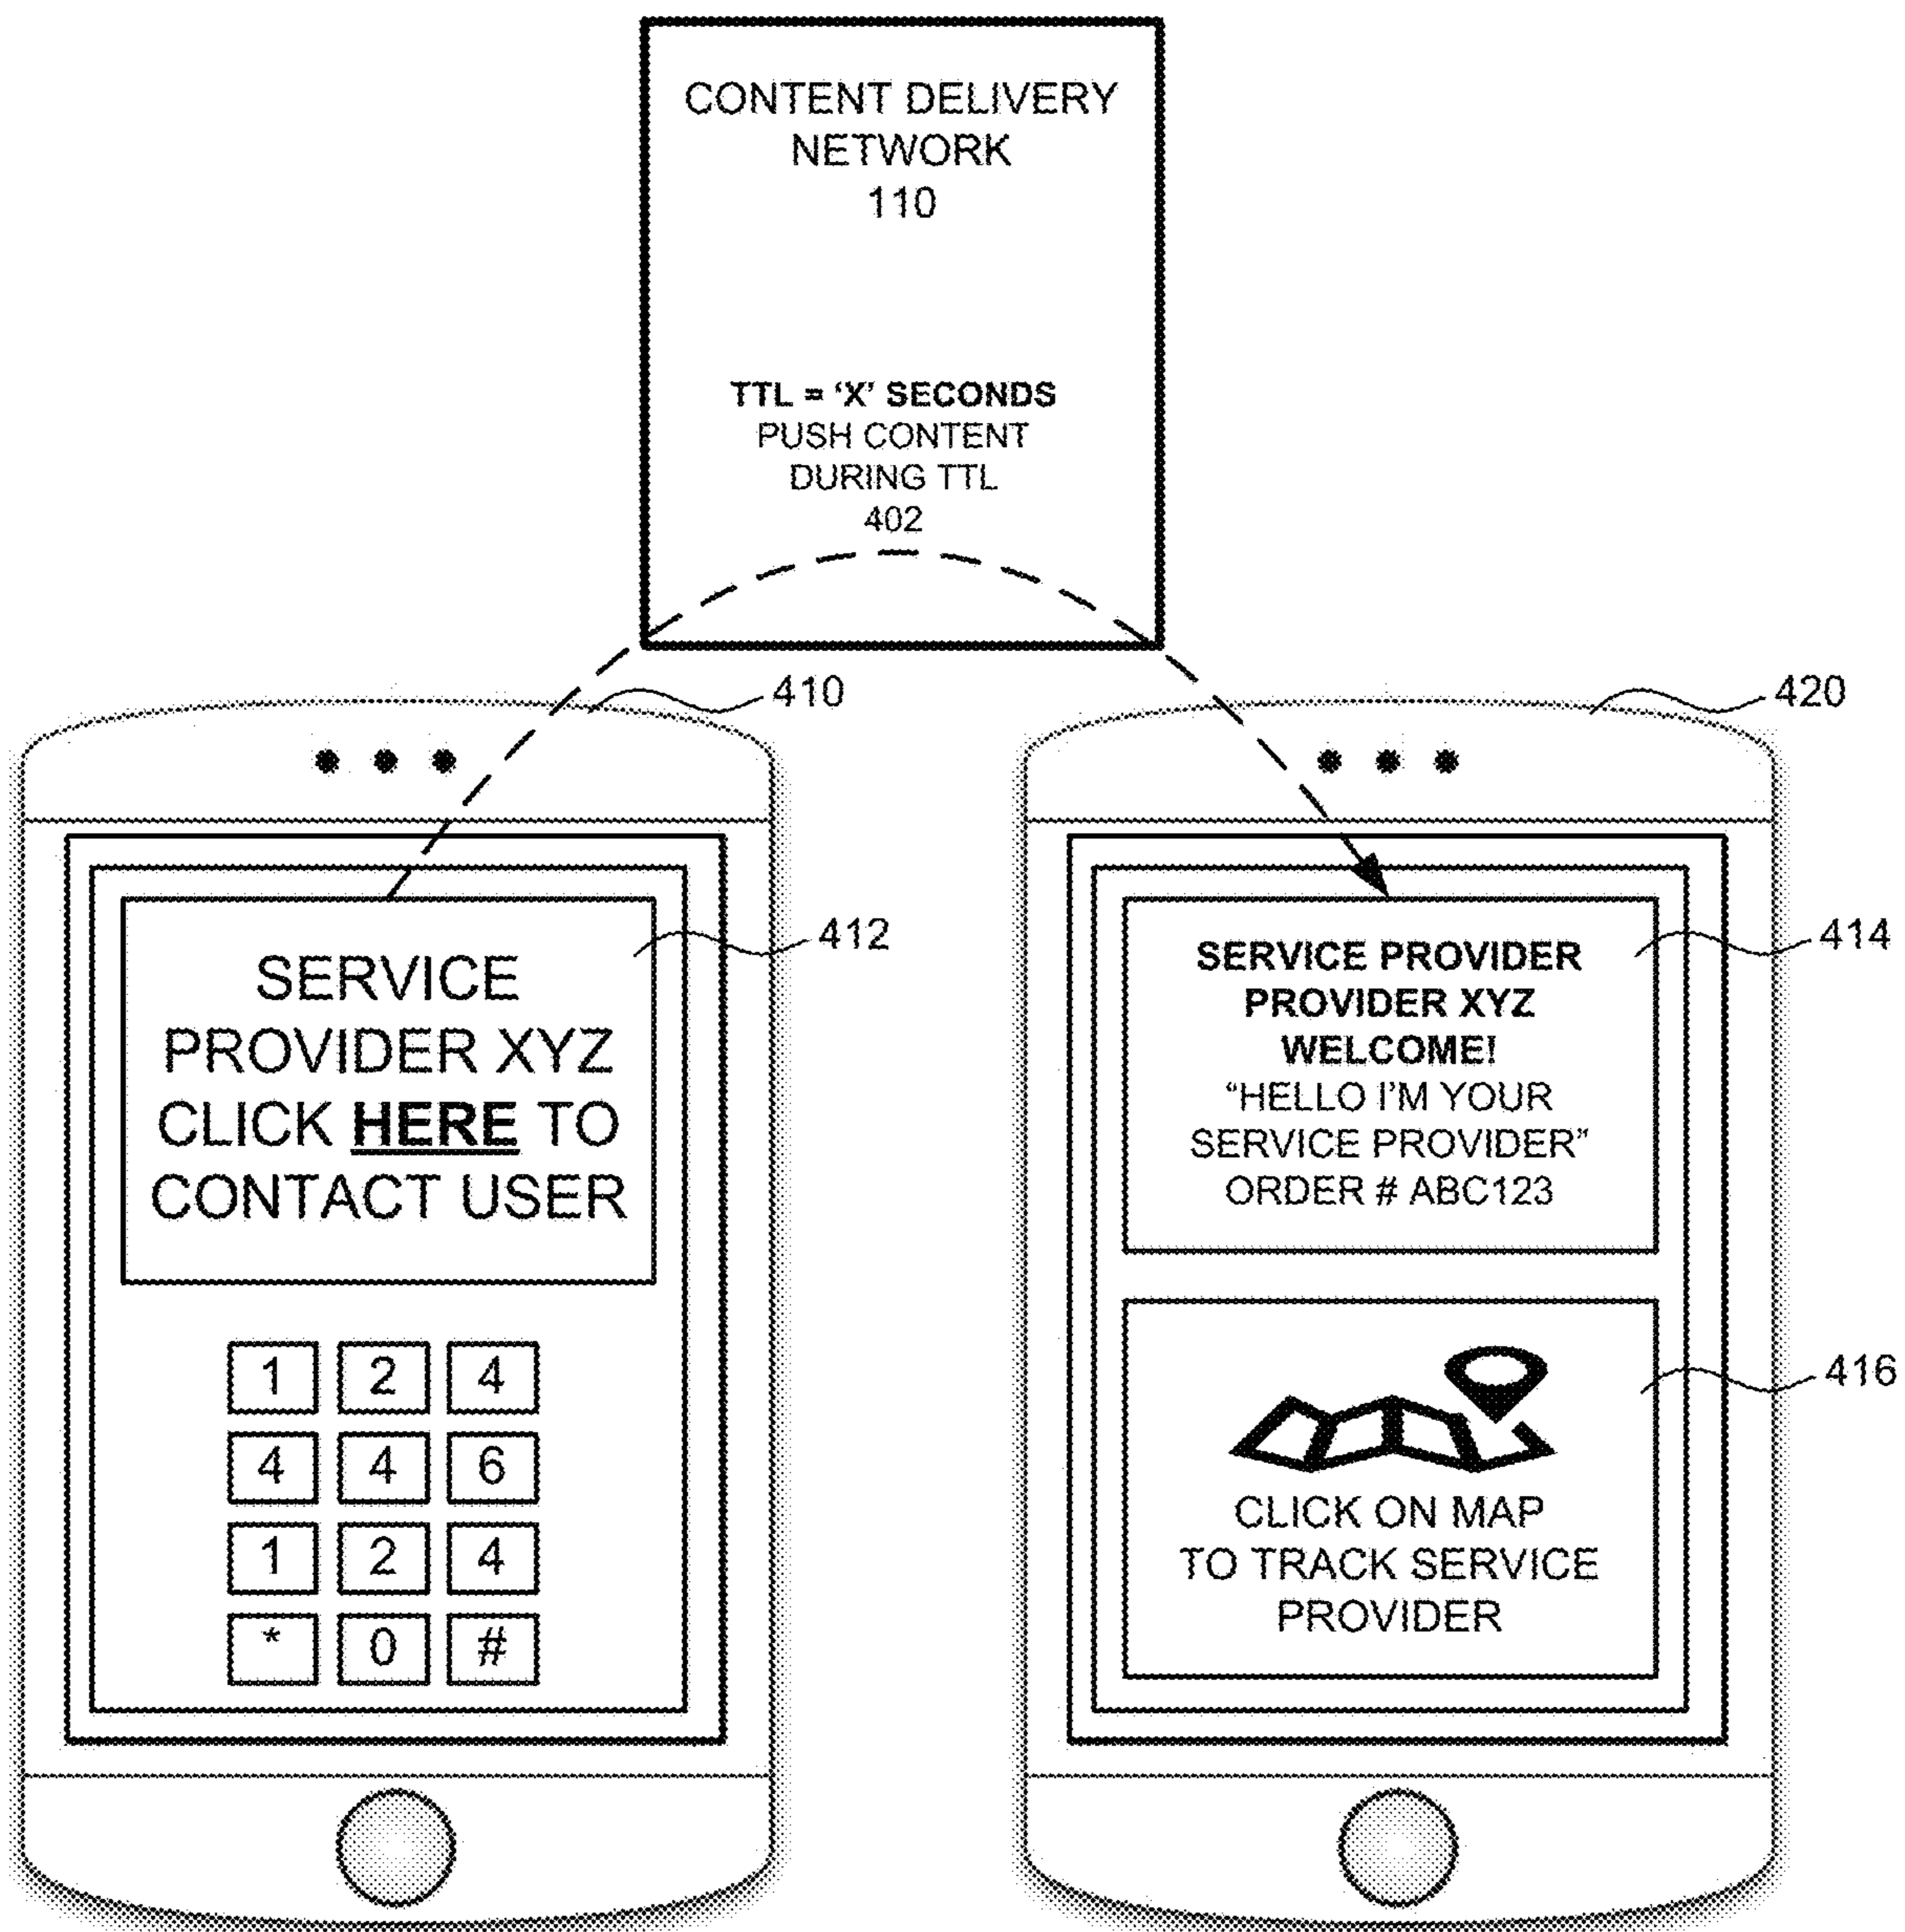 CONTENT DELIVERY
NETWORK
110
TTL = ‘X’ SECONDS
PUSH CONTENT
DURING TTL
402
410
412
SERVICE
PROVIDER XYZ
CLICK HERE TO
CONTACT USER
1 2 4
4 4 6
1 2 4
* 0 #
420
414
SERVICE PROVIDER
PROVIDER XYZ
WELCOME!
“HELLO I’M YOUR
SERVICE PROVIDER”
ORDER # ABC123
416
CLICK ON MAP
TO TRACK SERVICE
PROVIDER